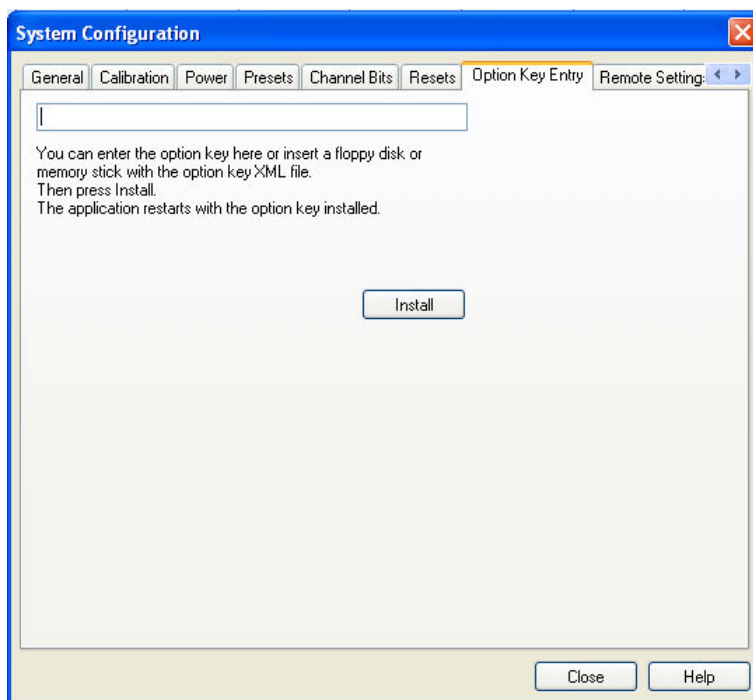 System Configuration
General Calibration Power Presets Channel Bits Resets Option Key Entry Remote Setting
You can enter the option key here or insert a floppy disk or
memory stick with the option key XML file.
Then press Install.
The application restarts with the option key installed.
Install
Close Help